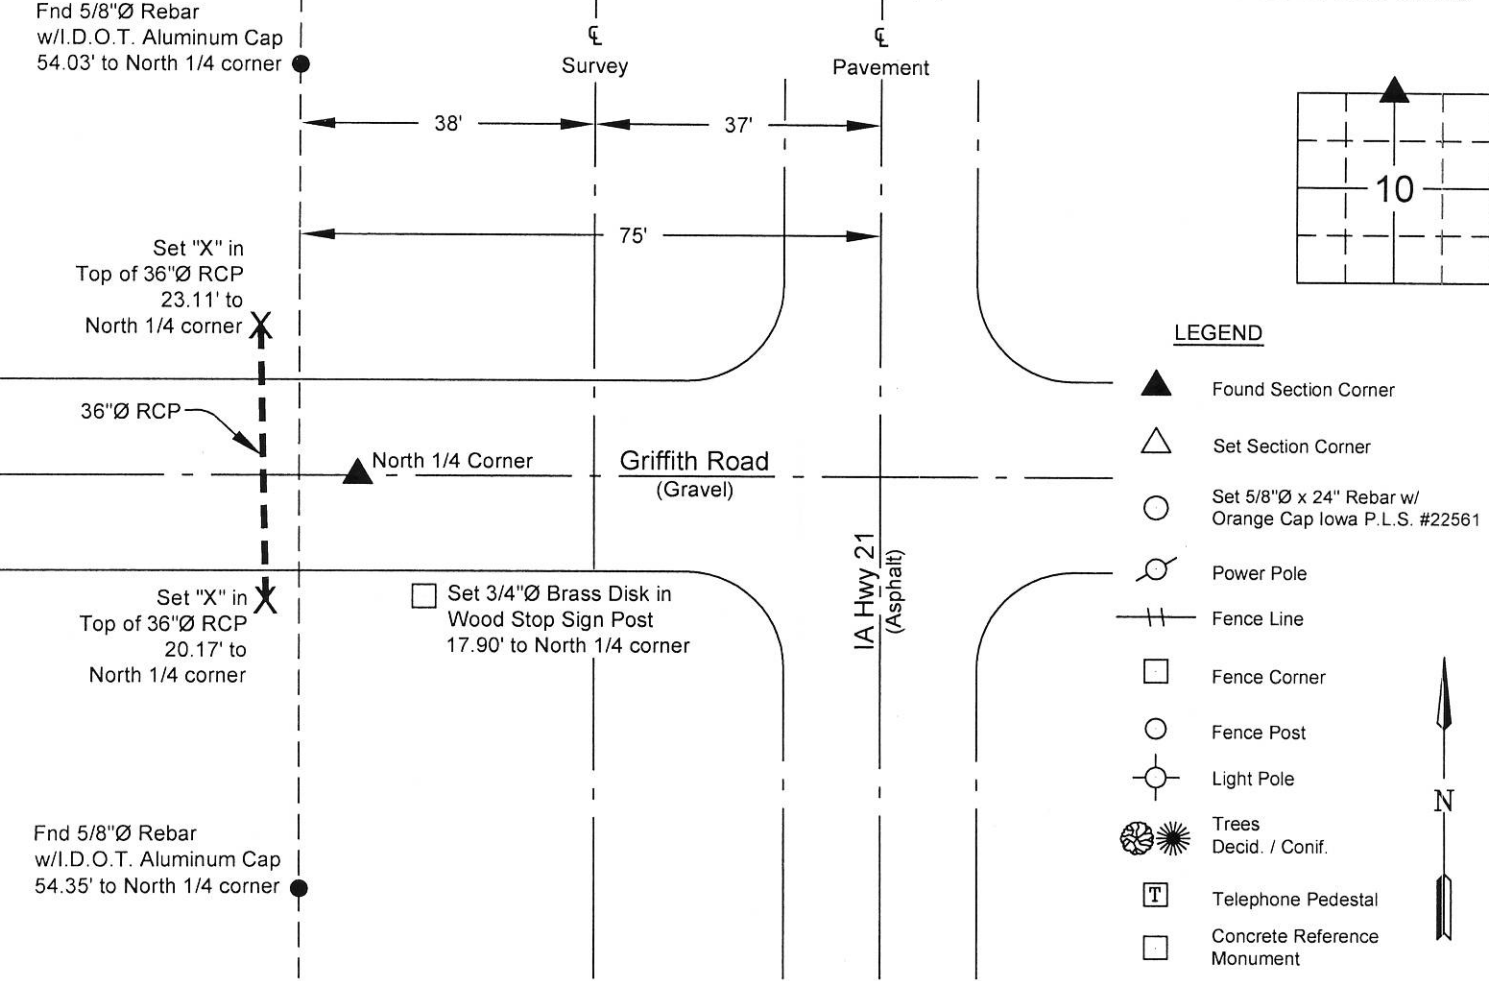 Fnd 5/8"Ø Rebar
w/I.D.O.T. Aluminum Cap
54.03' to North 1/4 corner
℄
Survey
℄
Pavement
38'
37'
75'
10
Set "X" in
Top of 36"Ø RCP
23.11' to
North 1/4 corner
X
36"Ø RCP
North 1/4 Corner
Griffith Road
(Gravel)
Set "X" in
Top of 36"Ø RCP
20.17' to
North 1/4 corner
X
Set 3/4"Ø Brass Disk in
Wood Stop Sign Post
17.90' to North 1/4 corner
IA Hwy 21
(Asphalt)
Fnd 5/8"Ø Rebar
w/I.D.O.T. Aluminum Cap
54.35' to North 1/4 corner
LEGEND
Found Section Corner
Set Section Corner
Set 5/8"Ø x 24" Rebar w/
Orange Cap Iowa P.L.S. #22561
Power Pole
Fence Line
Fence Corner
Fence Post
Light Pole
Trees
Decid. / Conif.
T Telephone Pedestal
Concrete Reference
Monument
N